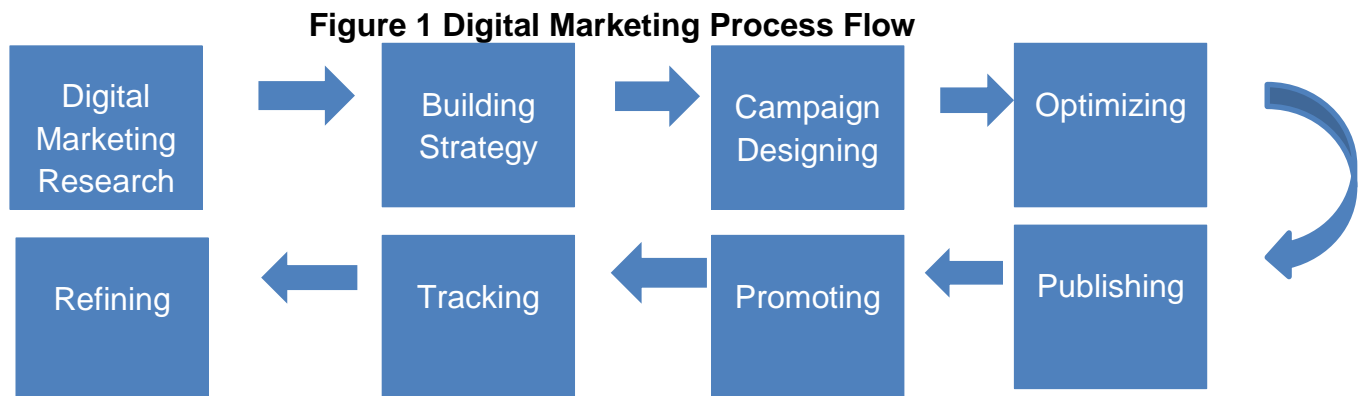 Figure 1 Digital Marketing Process Flow
Digital
Marketing
Research
Building
Strategy
Campaign
Designing
Optimizing
Publishing
Promoting
Tracking
Refining